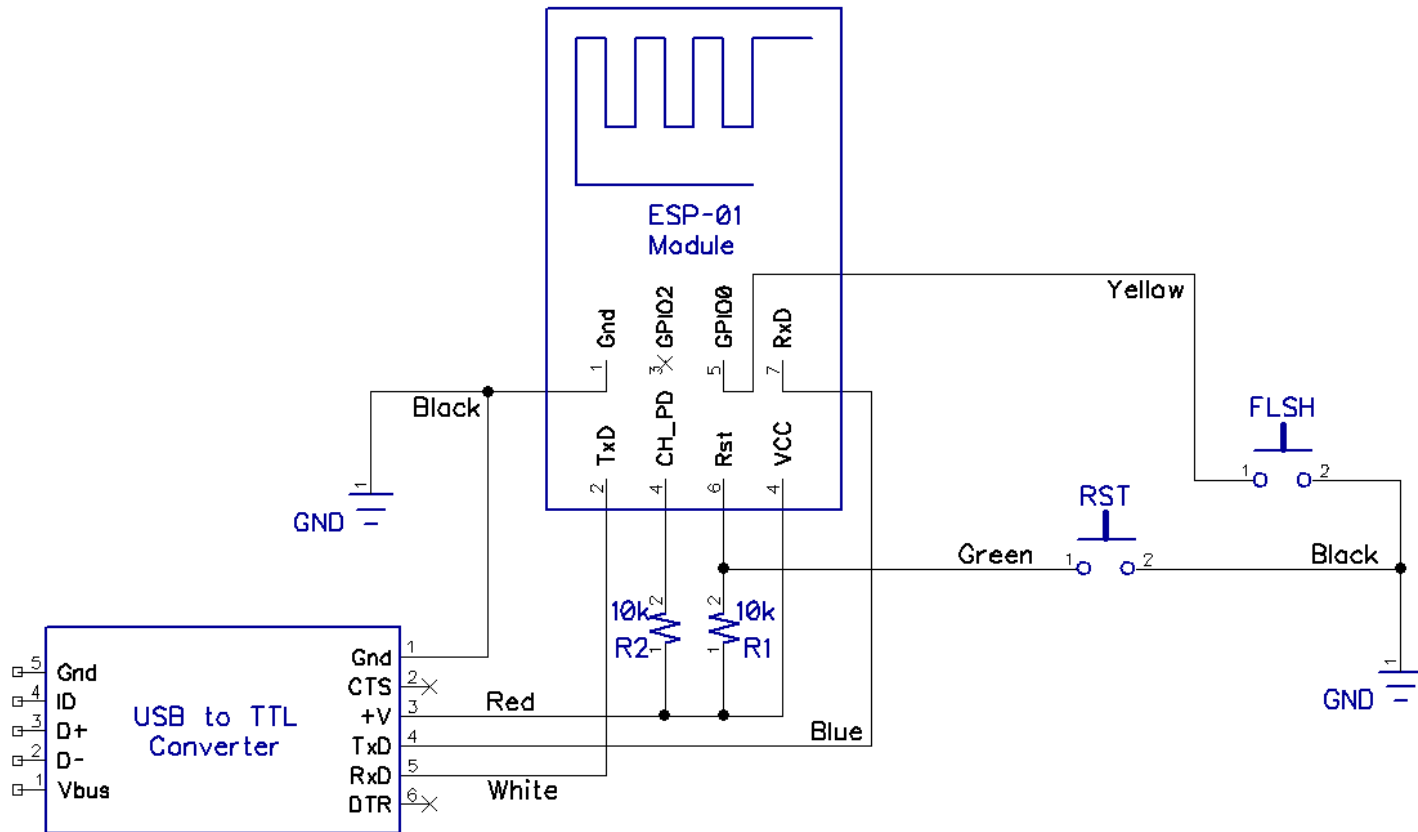 ESP-01
Module
Gnd
GPIO2
GPIO0
RxD
1
3
5
7
TxD
CH_PD
Rst
VCC
2
4
6
4
Yellow
Black
1
GND
FLSH
1
2
RST
1
2
Green
Black
1
GND
10k
2
R2
1
10k
2
R1
1
USB to TTL
Converter
5
Gnd
4
ID
3
D+
2
D-
1
Vbus
Gnd
1
CTS
2
+V
3
TxD
4
RxD
5
DTR
6
Red
Blue
White